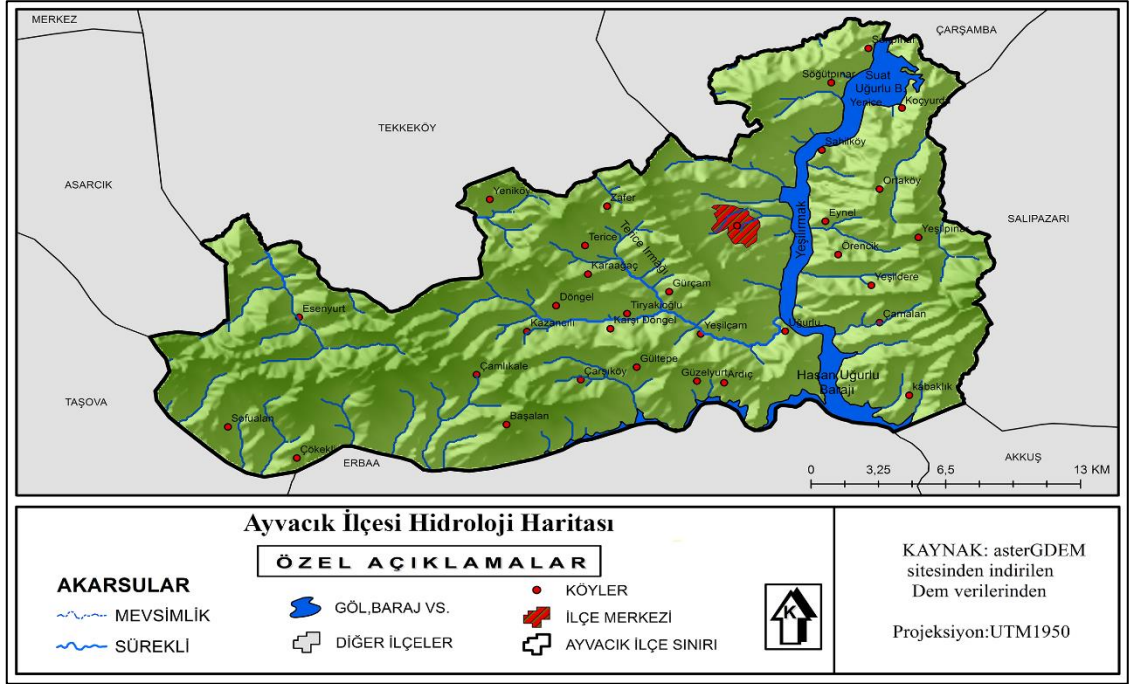 MERKEZ
ÇARŞAMBA
TEKKEKÖY
ASARCIK
SALIPAZARI
TAŞOVA
ERBAA
AKKUŞ
Söğütpınar
Suat
Uğurlu B.
Yenice
Koçyurdu
Sahilköy
Ortaköy
Yeniköy
Zafer
Eynel
Yeşilpınar
Terice
Terice Irmağı
Yeşilırmak
Örencik
Karaağaç
Yeşildere
Gürçam
Döngel
Tiryakioğlu
Esenyurt
Kazancılı
Karşı Döngel
Yeşilçam
Uğurlu
Çamalan
Gültepe
Çamlıkale
Çarşıköy
Güzelyurt
Ardıç
Hasan Uğurlu
Barajı
kabaklık
Sofualan
Başalan
Çökekli
0 3,25 6,5 13 KM
Ayvacık İlçesi Hidroloji Haritası
ÖZEL AÇIKLAMALAR
AKARSULAR
MEVSİMLİK
SÜREKLİ
GÖL,BARAJ VS.
DİĞER İLÇELER
KÖYLER
İLÇE MERKEZİ
AYVACIK İLÇE SINIRI
K
KAYNAK: asterGDEM
sitesinden indirilen
Dem verilerinden
Projeksiyon:UTM1950